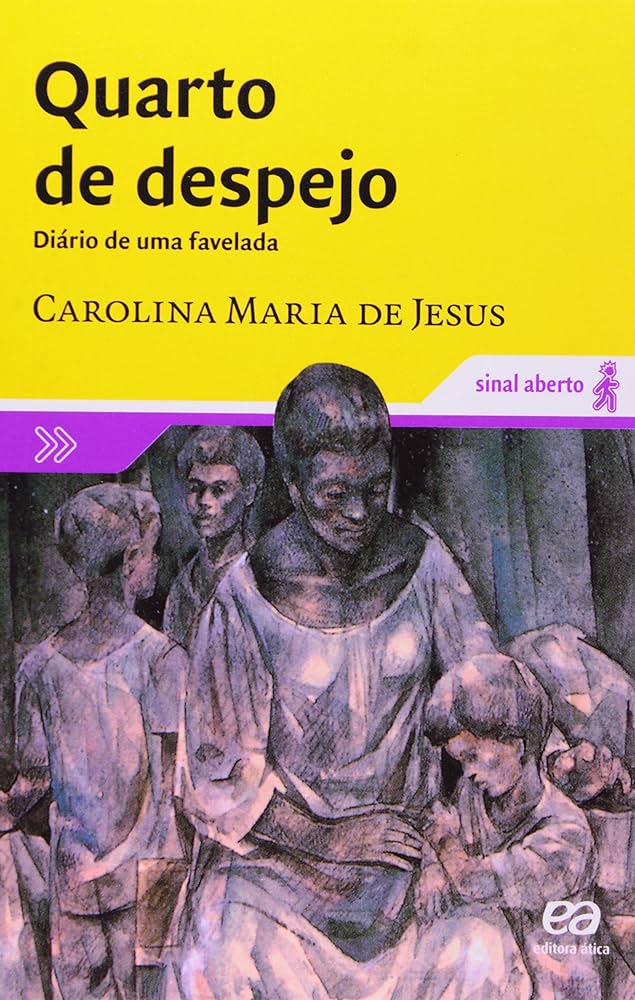 Quarto
de despejo
Diário de uma favelada
CAROLINA MARIA DE JESUS
sinal aberto
ea
editora ática